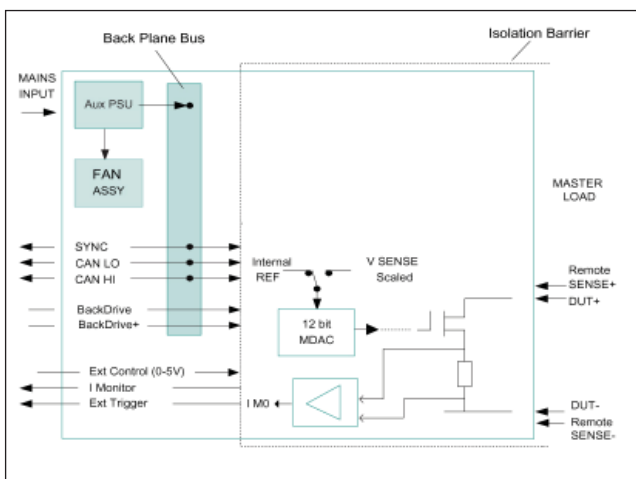 Back Plane Bus
Isolation Barrier
MAINS
INPUT
Aux PSU
FAN
ASSY
MASTER
LOAD
SYNC
CAN LO
CAN HI
Internal
REF
V SENSE
Scaled
Remote
SENSE+
DUT+
BackDrive
BackDrive+
12 bit
MDAC
Ext Control (0-5V)
I Monitor
Ext Trigger
I M0
DUT-
Remote
SENSE-